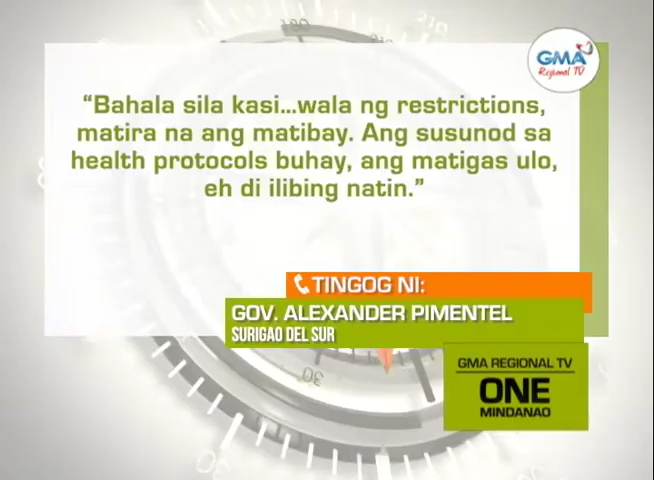 GMA
Regional TV
“Bahala sila kasi...wala ng restrictions,
matira na ang matibay. Ang susunod sa
health protocols buhay, ang matigas ulo,
eh di ilibing natin.”
TINGOG NI:
GOV. ALEXANDER PIMENTEL
SURIGAO DEL SUR
GMA REGIONAL TV
ONE
MINDANAO
30